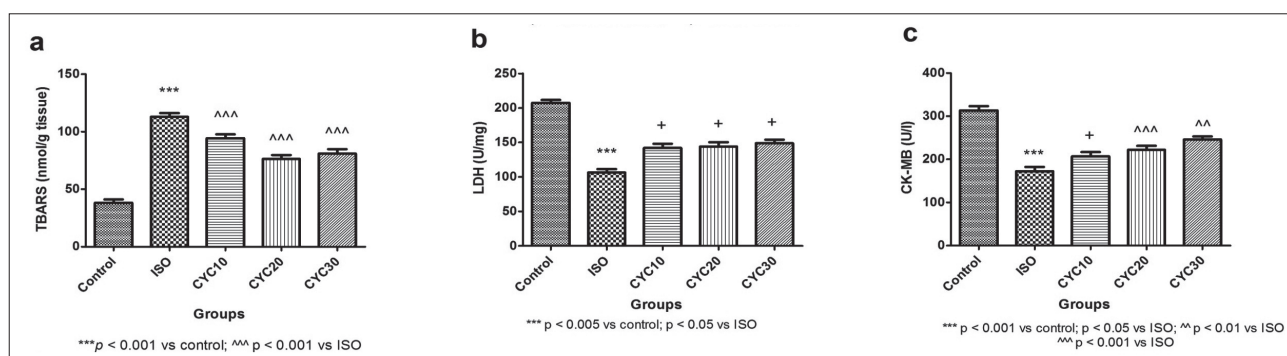 a
TBARS (nmol/g tissue)
150
100
50
0
***
^^^
^^^
^^^
Control
ISO
CYC10
CYC20
CYC30
Groups
***p < 0.001 vs control; ^^^ p < 0.001 vs ISO
b
LDH (U/mg)
250
200
150
100
50
0
***
+
+
+
Control
ISO
CYC10
CYC20
CYC30
Groups
*** p < 0.005 vs control; p < 0.05 vs ISO
c
CK-MB (U/l)
400
300
200
100
0
***
+
^^^
^^
Control
ISO
CYC10
CYC20
CYC30
Groups
*** p < 0.001 vs control; p < 0.05 vs ISO; ^^ p < 0.01 vs ISO
^^^ p < 0.001 vs ISO